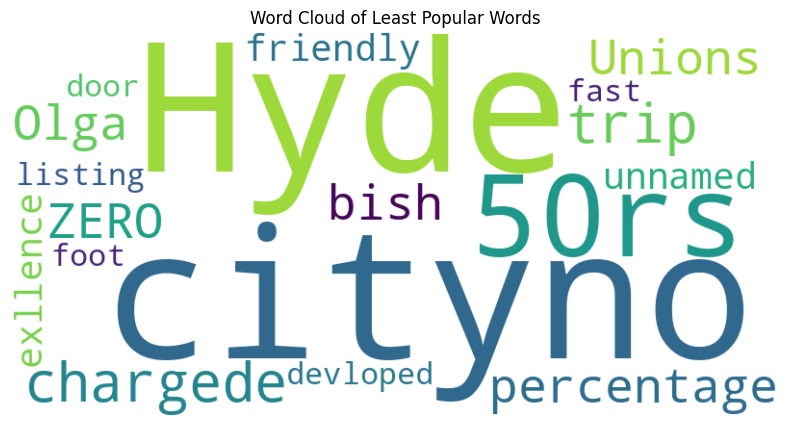 Word Cloud of Least Popular Words
friendly
Hyde
Unions
door
fast
Olga
trip
listing
unnamed
bish
50rs
ZERO
exllence
foot
cityno
chargede
devloped
percentage